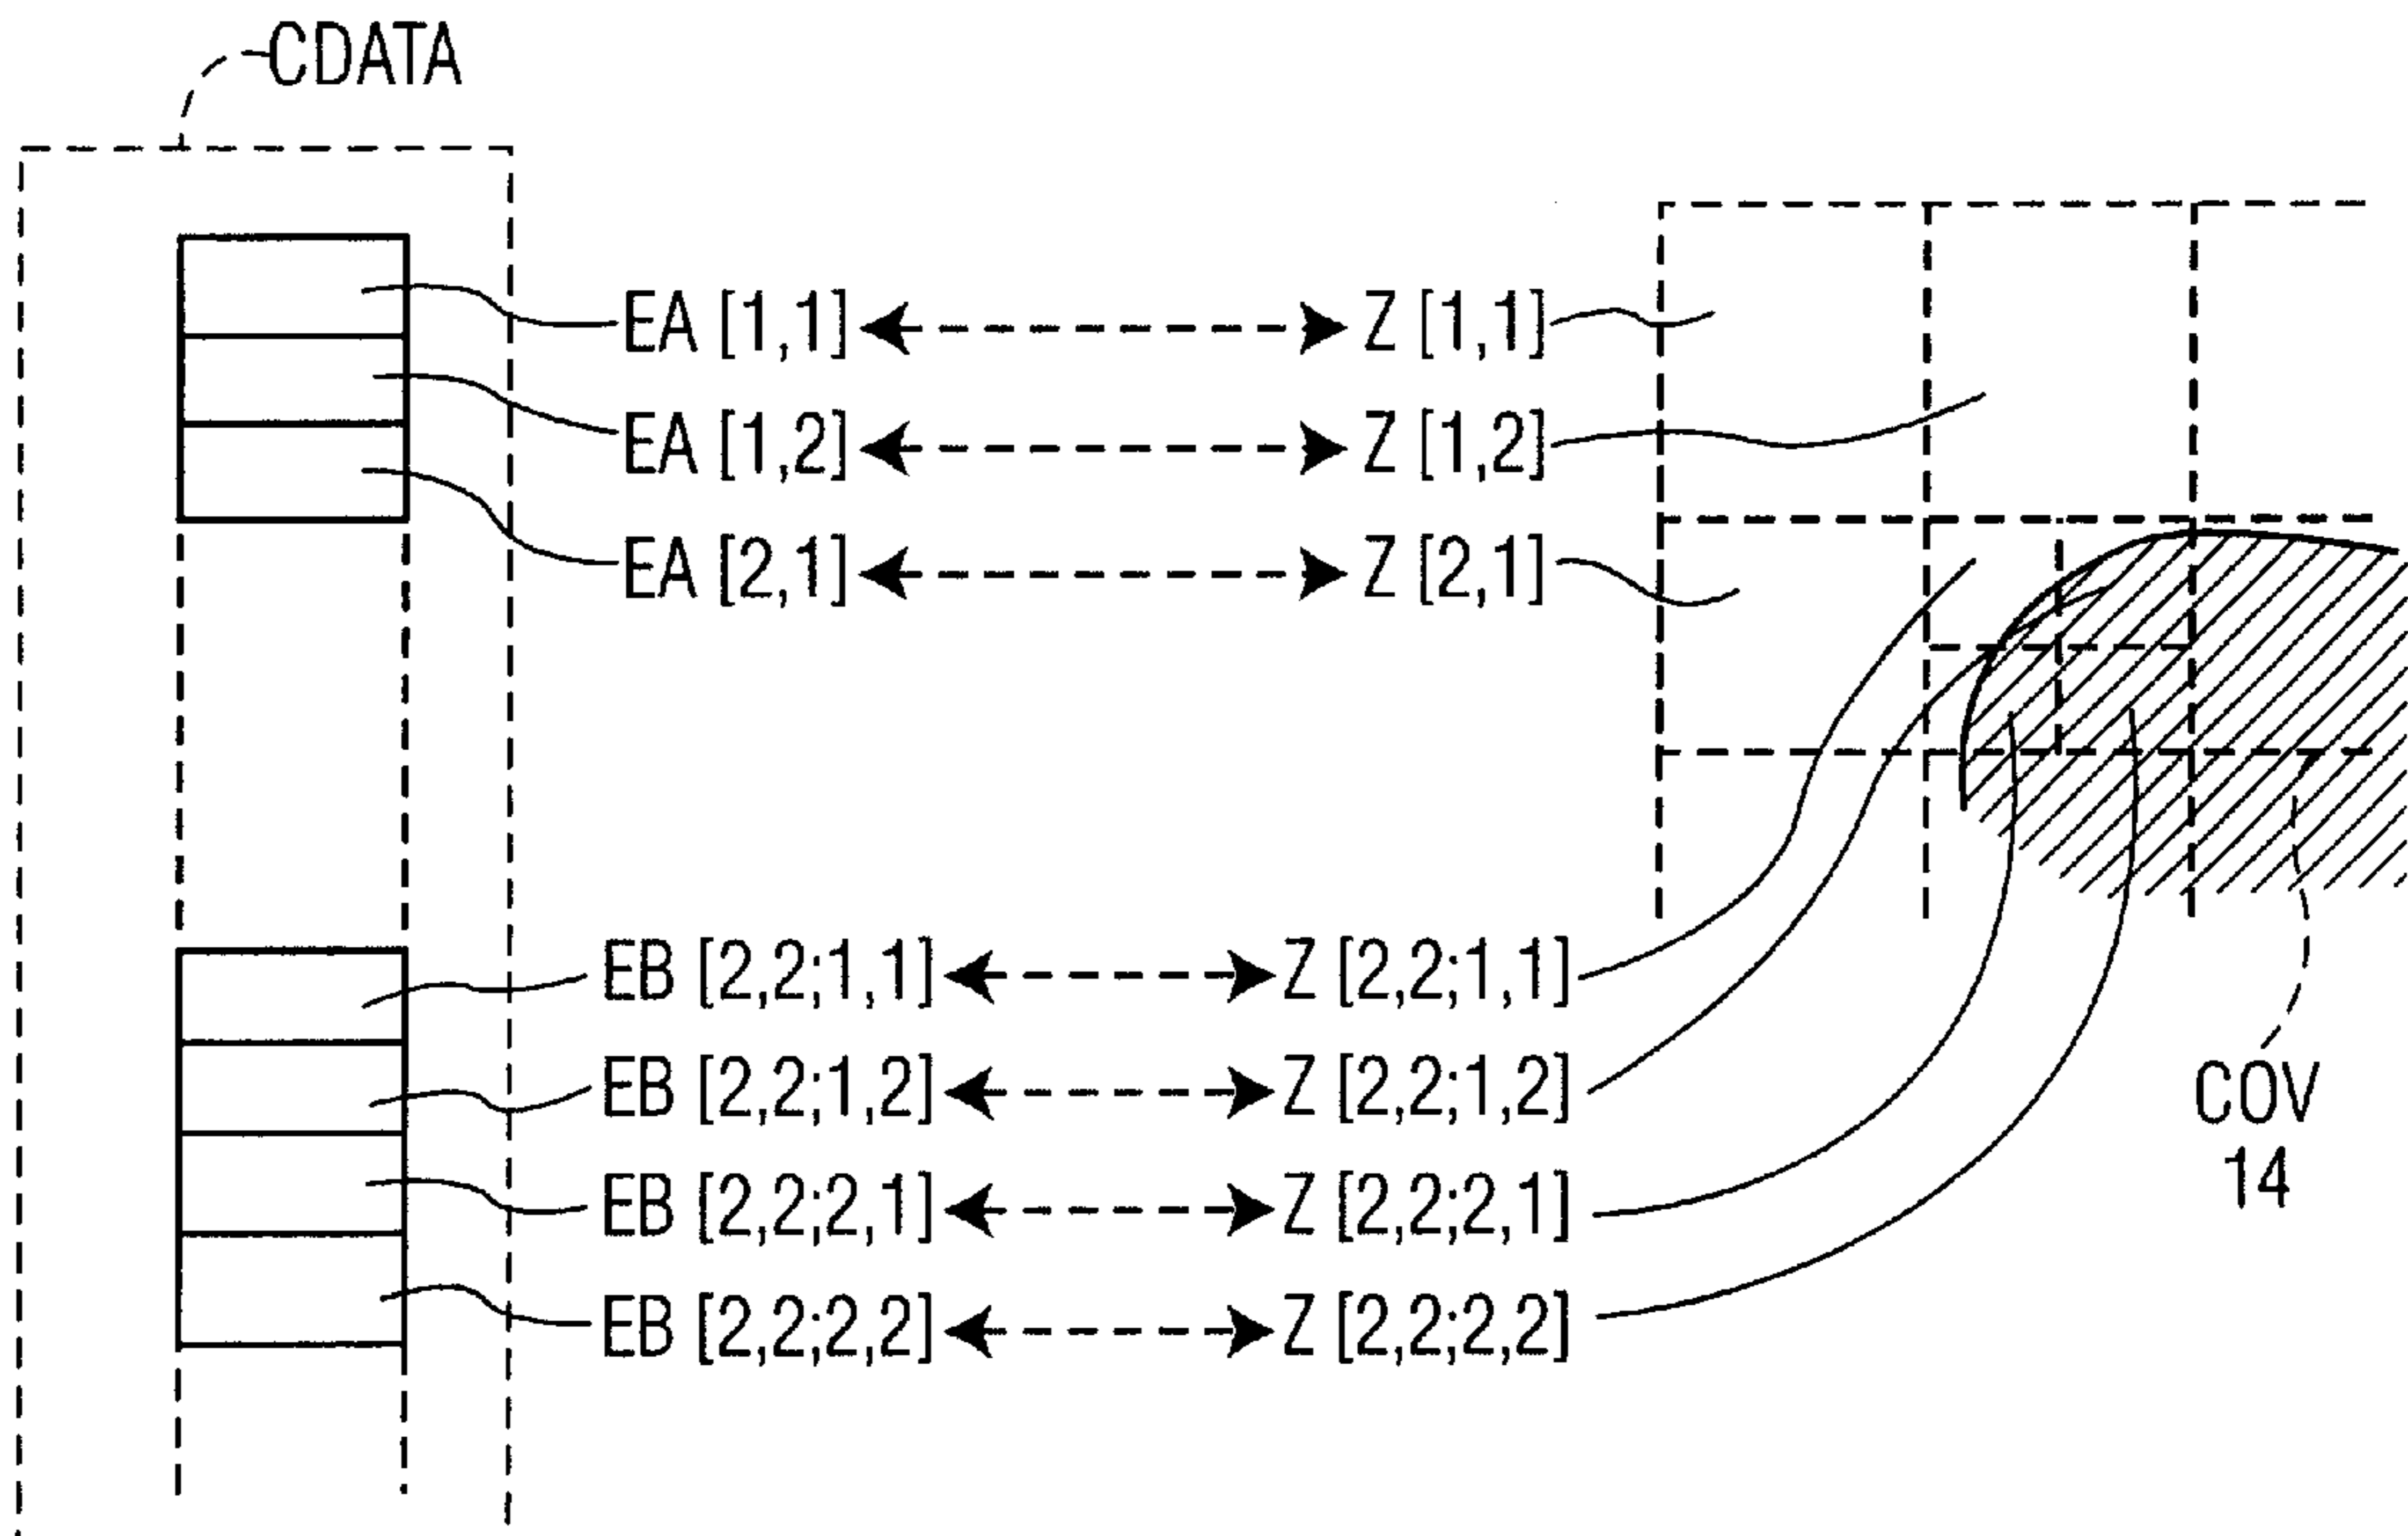 CDATA
EA [1,1] Z [1,1]
EA [1,2] Z [1,2]
EA [2,1] Z [2,1]
EB [2,2;1,1] Z [2,2;1,1]
EB [2,2;1,2] Z [2,2;1,2]
EB [2,2;2,1] Z [2,2;2,1]
EB [2,2;2,2] Z [2,2;2,2]
COV
14